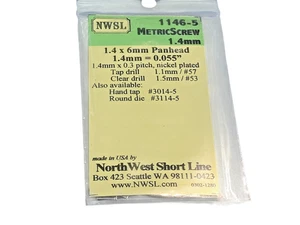 NWSL
1146-5
METRICSCREW
1.4mm
1.4 x 6mm Panhead
1.4mm = 0.055"
1.4mm x 0.3 pitch, nickel plated
Tap drill 1.1mm / #57
Clear drill 1.5mm / #53
Also available:
Hand tap #3014-5
Round die #3114-5
made in USA by
NorthWest Short Line
Box 423 Seattle WA 98111-0423
www.NWSL.com